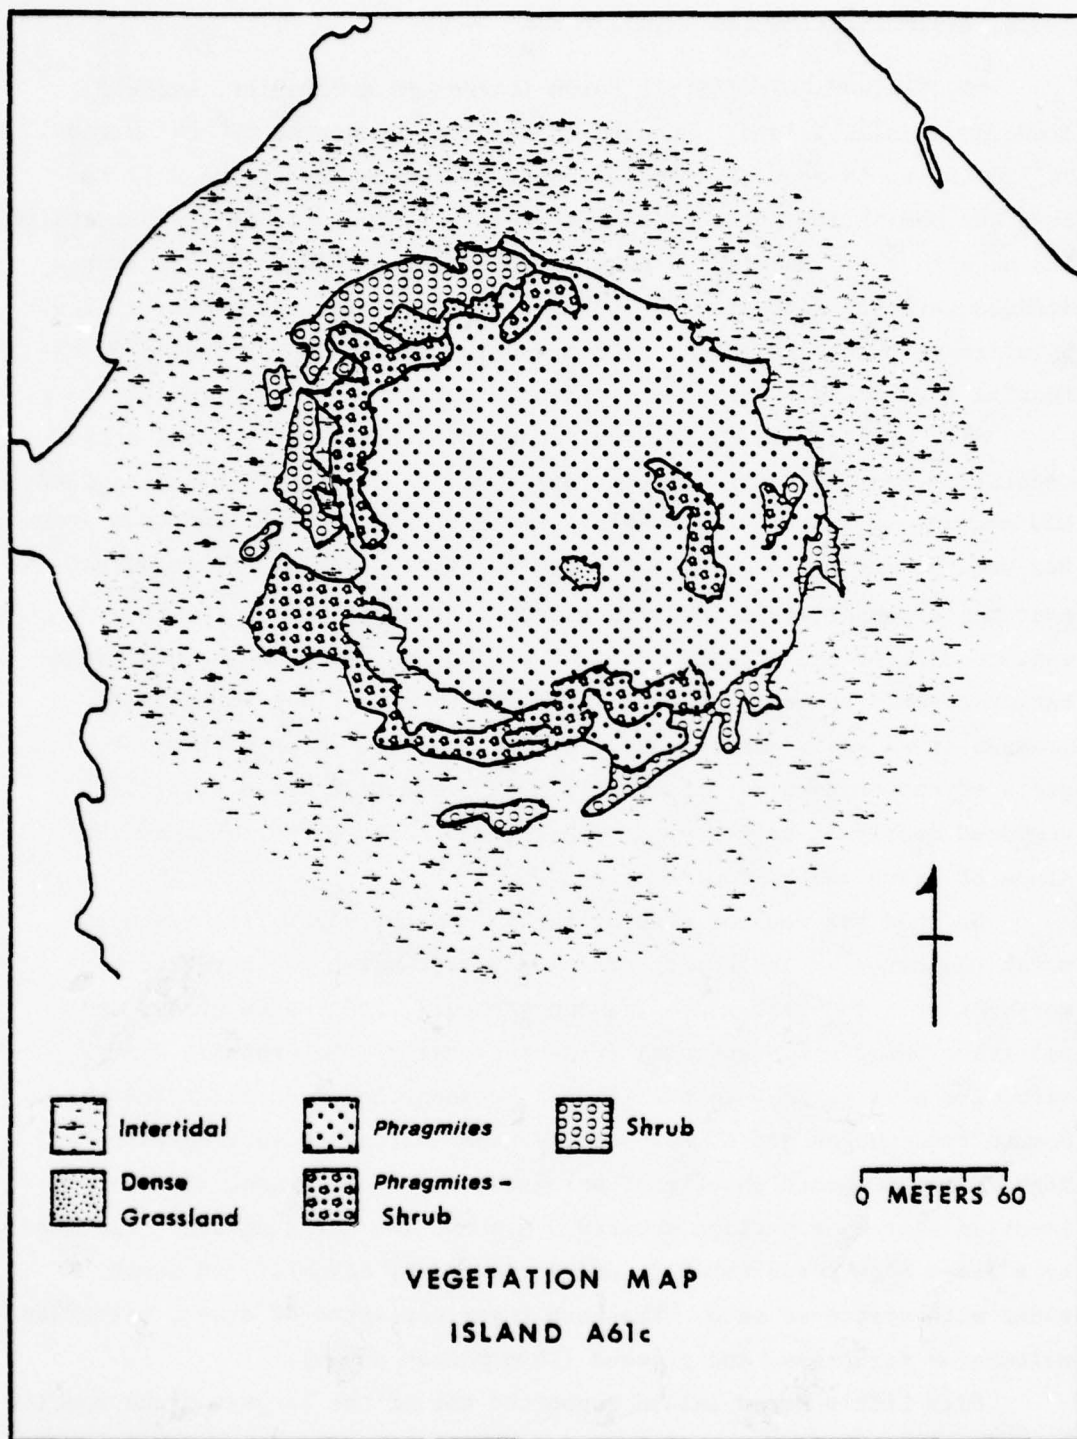 Intertidal
Phragmites
Shrub
Dense
Grassland
Phragmites –
Shrub
0 METERS 60
VEGETATION MAP
ISLAND A61c